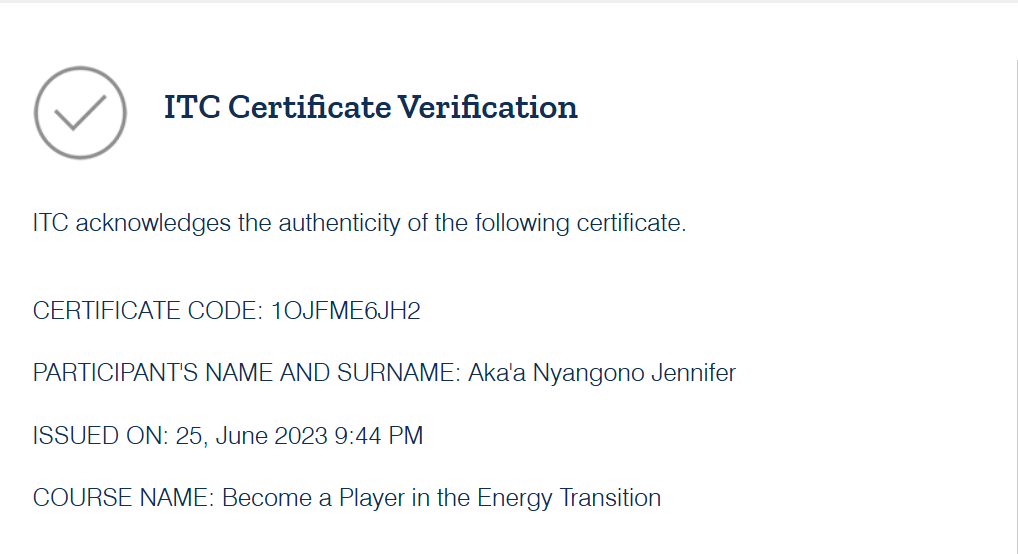 ITC Certificate Verification
ITC acknowledges the authenticity of the following certificate.
CERTIFICATE CODE: 1OJFME6JH2
PARTICIPANT'S NAME AND SURNAME: Aka'a Nyangono Jennifer
ISSUED ON: 25, June 2023 9:44 PM
COURSE NAME: Become a Player in the Energy Transition